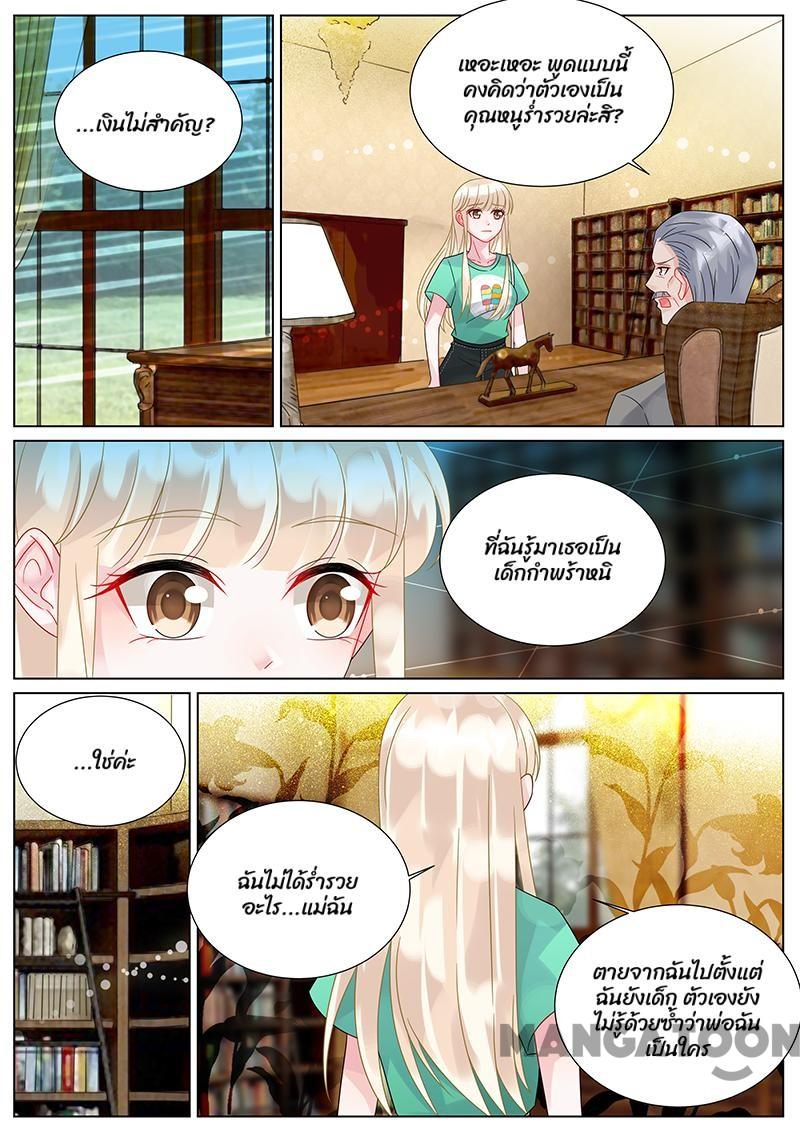 ...เงินไม่สำคัญ?
เหอะเหอะ พูดแบบนี้
คงคิดว่าตัวเองเป็น
คุณหนูร่ำรวยล่ะสิ?
ที่ฉันรู้มาเธอเป็น
เด็กกำพร้าหนิ
...ใช่ค่ะ
ฉันไม่ได้ร่ำรวย
อะไร...แม่ฉัน
ตายจากฉันไปตั้งแต่
ฉันยังเด็ก ตัวเองยัง
ไม่รู้ด้วยซ้ำว่าพ่อฉัน
เป็นใคร
MANGATOON